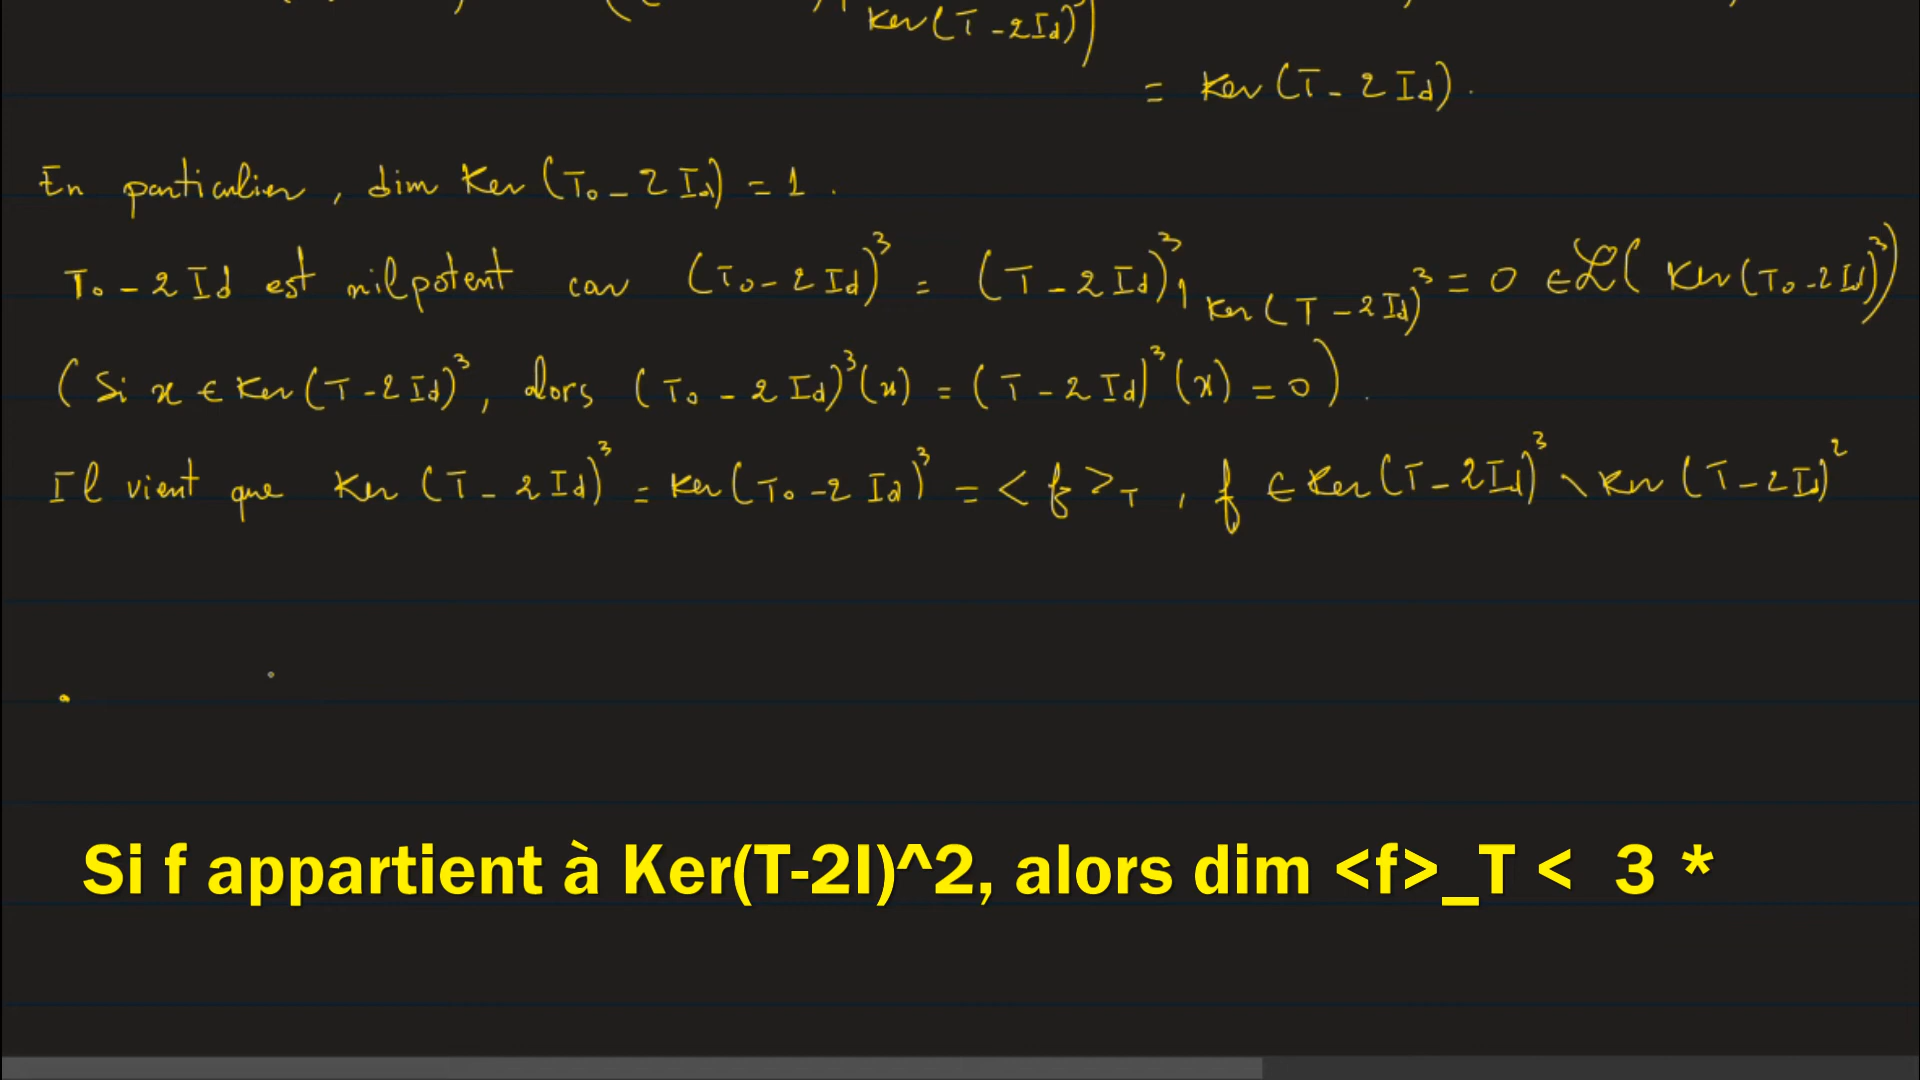 Ker(T-2Id))
= Ker(T-2Id).
En particulier, dim Ker(T₀-2Id) = 1.
T₀-2Id est nilpotent car (T₀-2Id)³ = (T-2Id)³|Ker(T-2Id)³ = 0 ∈ ℒ(Ker(T₀-2Id)³)
(Si x ∈ Ker(T-2Id)³, alors (T₀-2Id)³(x) = (T-2Id)³(x) = 0).
Il vient que Ker(T-2Id)³ = Ker(T₀-2Id)³ = <f>_T, f ∈ Ker(T-2Id)³ \ Ker(T-2Id)²
Si f appartient à Ker(T-2I)^2, alors dim <f>_T < 3 *